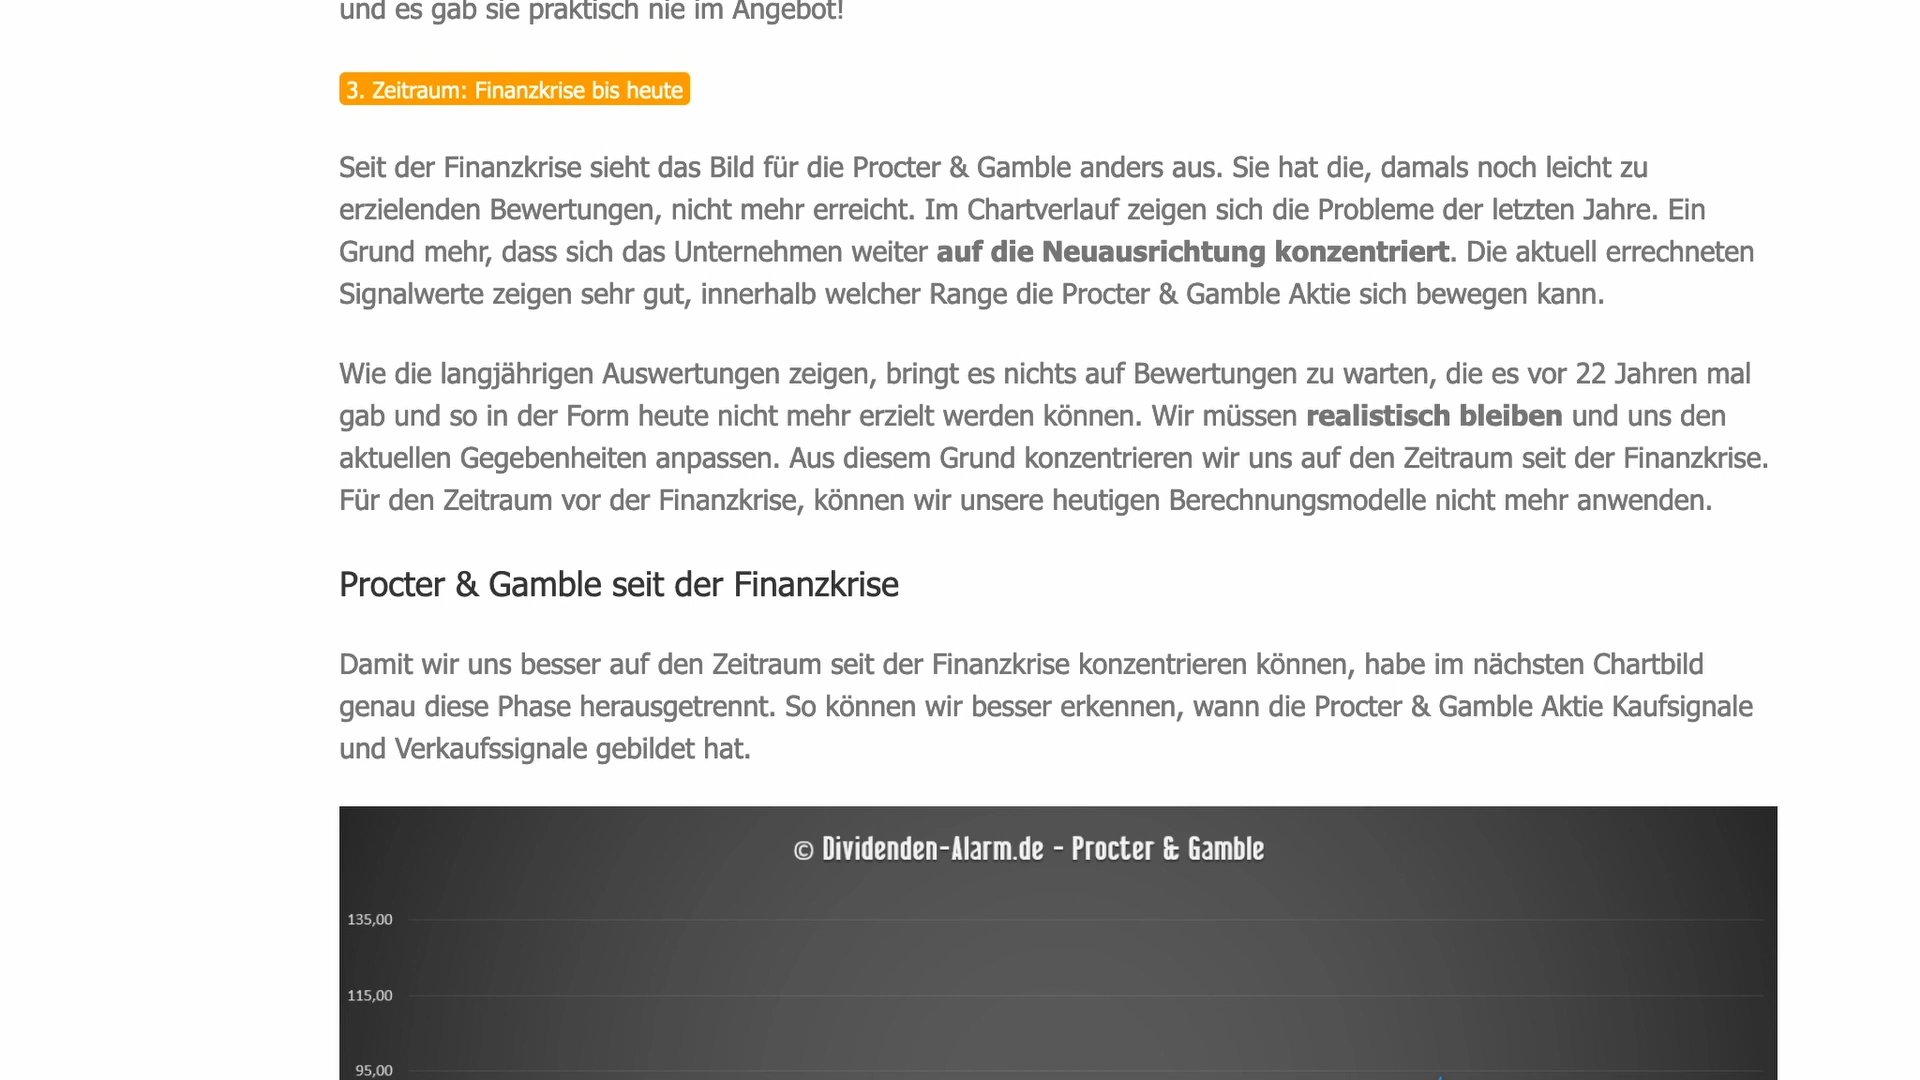 und es gab sie praktisch nie im Angebot!
3. Zeitraum: Finanzkrise bis heute
Seit der Finanzkrise sieht das Bild für die Procter & Gamble anders aus. Sie hat die, damals noch leicht zu
erzielenden Bewertungen, nicht mehr erreicht. Im Chartverlauf zeigen sich die Probleme der letzten Jahre. Ein
Grund mehr, dass sich das Unternehmen weiter auf die Neuausrichtung konzentriert. Die aktuell errechneten
Signalwerte zeigen sehr gut, innerhalb welcher Range die Procter & Gamble Aktie sich bewegen kann.
Wie die langjährigen Auswertungen zeigen, bringt es nichts auf Bewertungen zu warten, die es vor 22 Jahren mal
gab und so in der Form heute nicht mehr erzielt werden können. Wir müssen realistisch bleiben und uns den
aktuellen Gegebenheiten anpassen. Aus diesem Grund konzentrieren wir uns auf den Zeitraum seit der Finanzkrise.
Für den Zeitraum vor der Finanzkrise, können wir unsere heutigen Berechnungsmodelle nicht mehr anwenden.
Procter & Gamble seit der Finanzkrise
Damit wir uns besser auf den Zeitraum seit der Finanzkrise konzentrieren können, habe im nächsten Chartbild
genau diese Phase herausgetrennt. So können wir besser erkennen, wann die Procter & Gamble Aktie Kaufsignale
und Verkaufssignale gebildet hat.
© Dividenden-Alarm.de - Procter & Gamble
135,00
115,00
95,00